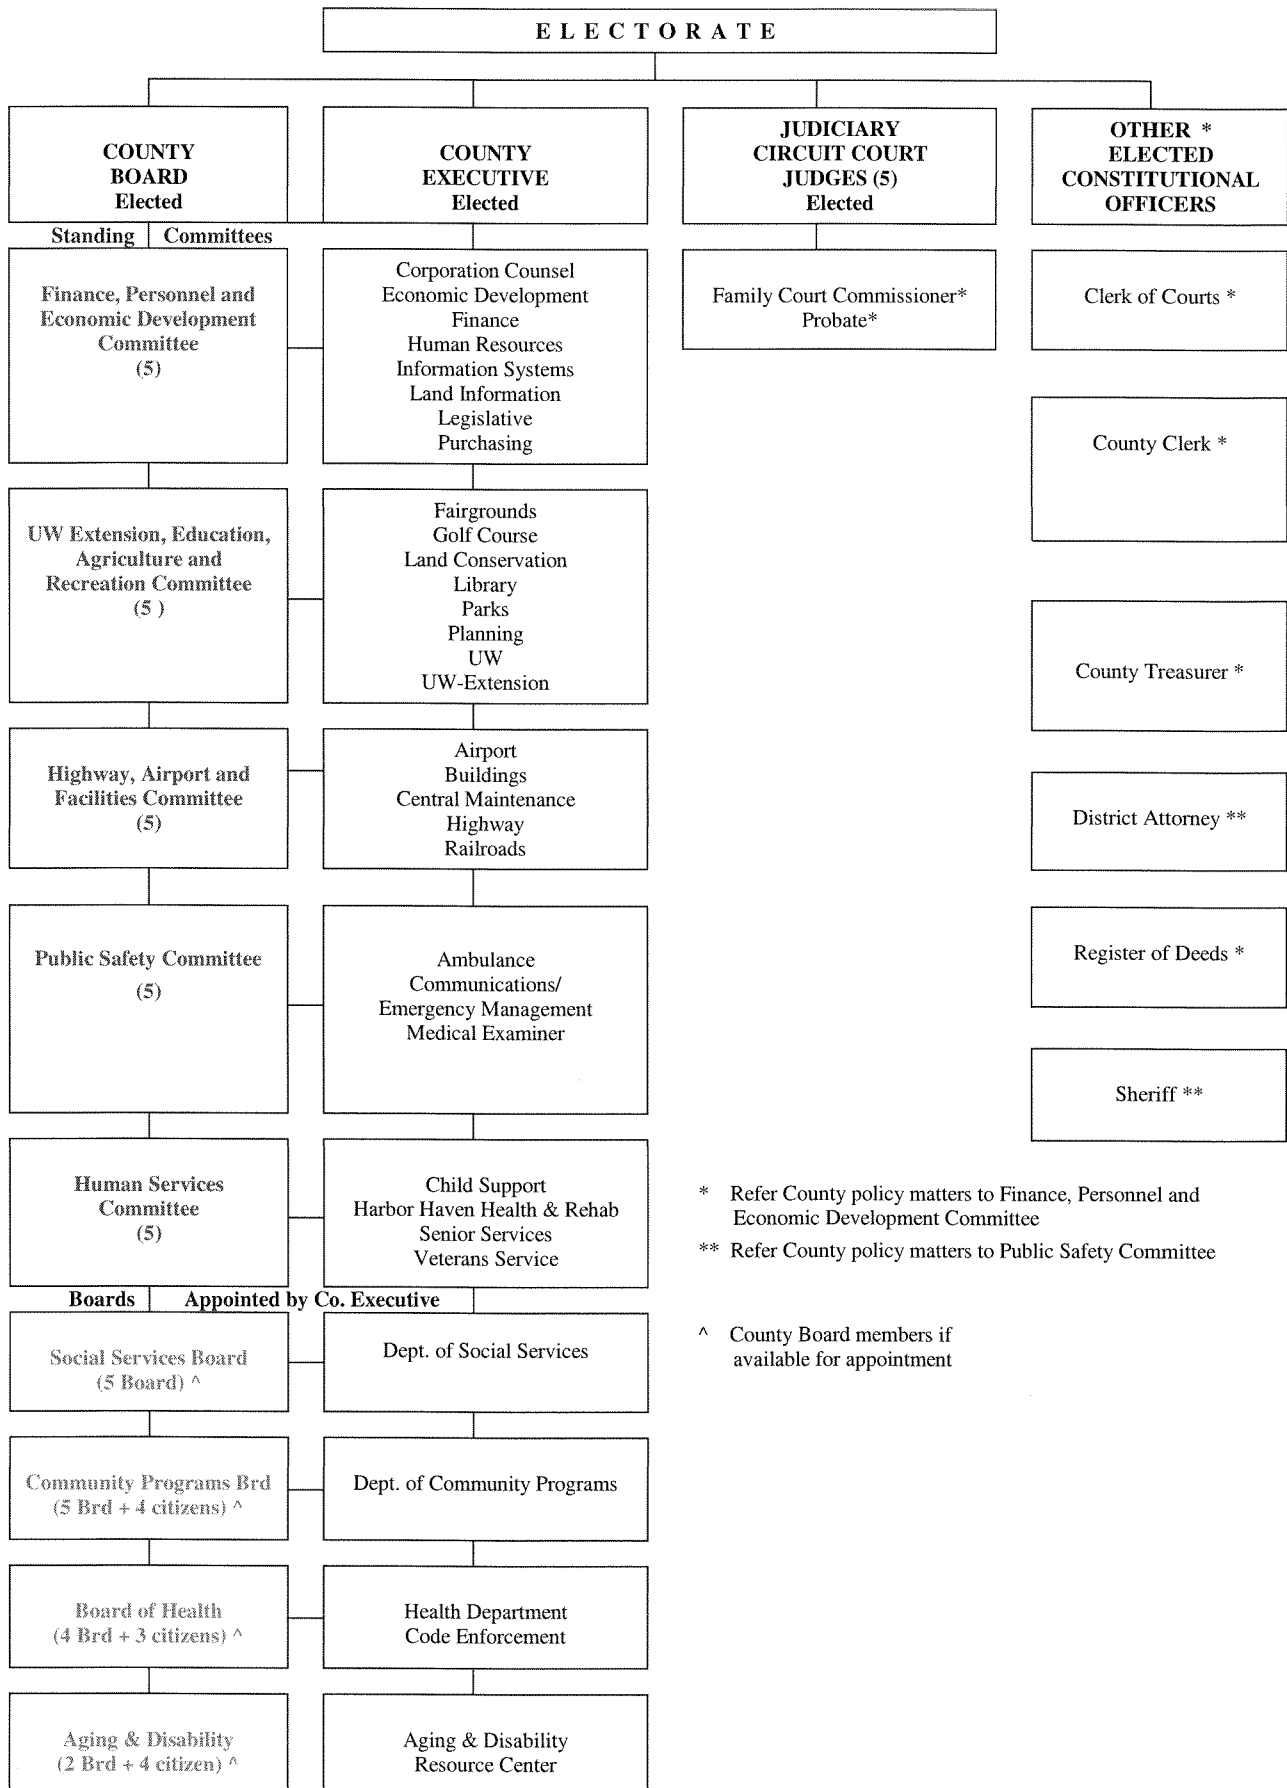 E L E C T O R A T E
COUNTY
BOARD
Elected
COUNTY
EXECUTIVE
Elected
JUDICIARY
CIRCUIT COURT
JUDGES (5)
Elected
OTHER *
ELECTED
CONSTITUTIONAL
OFFICERS
Standing Committees
Finance, Personnel and
Economic Development
Committee
(5)
Corporation Counsel
Economic Development
Finance
Human Resources
Information Systems
Land Information
Legislative
Purchasing
Family Court Commissioner*
Probate*
Clerk of Courts *
County Clerk *
UW Extension, Education,
Agriculture and
Recreation Committee
(5 )
Fairgrounds
Golf Course
Land Conservation
Library
Parks
Planning
UW
UW-Extension
County Treasurer *
Highway, Airport and
Facilities Committee
(5)
Airport
Buildings
Central Maintenance
Highway
Railroads
District Attorney **
Public Safety Committee
(5)
Ambulance
Communications/
Emergency Management
Medical Examiner
Register of Deeds *
Sheriff **
Human Services
Committee
(5)
Child Support
Harbor Haven Health & Rehab
Senior Services
Veterans Service
* Refer County policy matters to Finance, Personnel and
Economic Development Committee
** Refer County policy matters to Public Safety Committee
^ County Board members if
available for appointment
Boards Appointed by Co. Executive
Social Services Board
(5 Board) ^
Dept. of Social Services
Community Programs Brd
(5 Brd + 4 citizens) ^
Dept. of Community Programs
Board of Health
(4 Brd + 3 citizens) ^
Health Department
Code Enforcement
Aging & Disability
(2 Brd + 4 citizen) ^
Aging & Disability
Resource Center